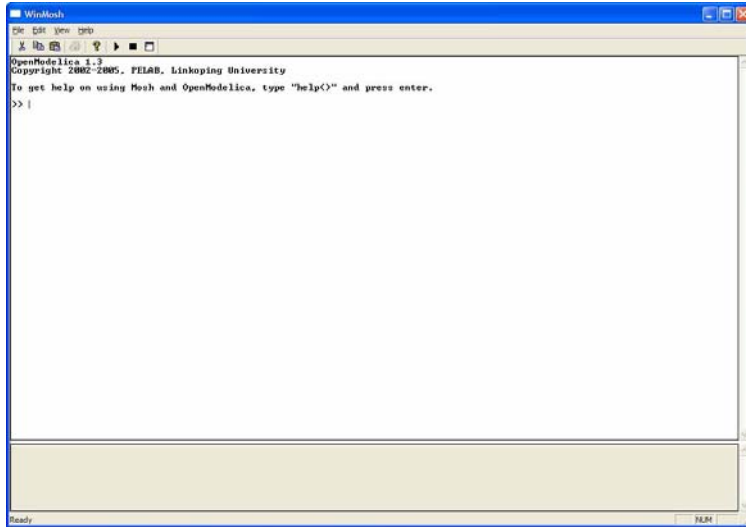 WinMosh
File Edit View Help
OpenModelica 1.3
Copyright 2002-2005, PELAB, Linkoping University
To get help on using Mosh and OpenModelica, type "help()" and press enter.
>>
Ready
NUM